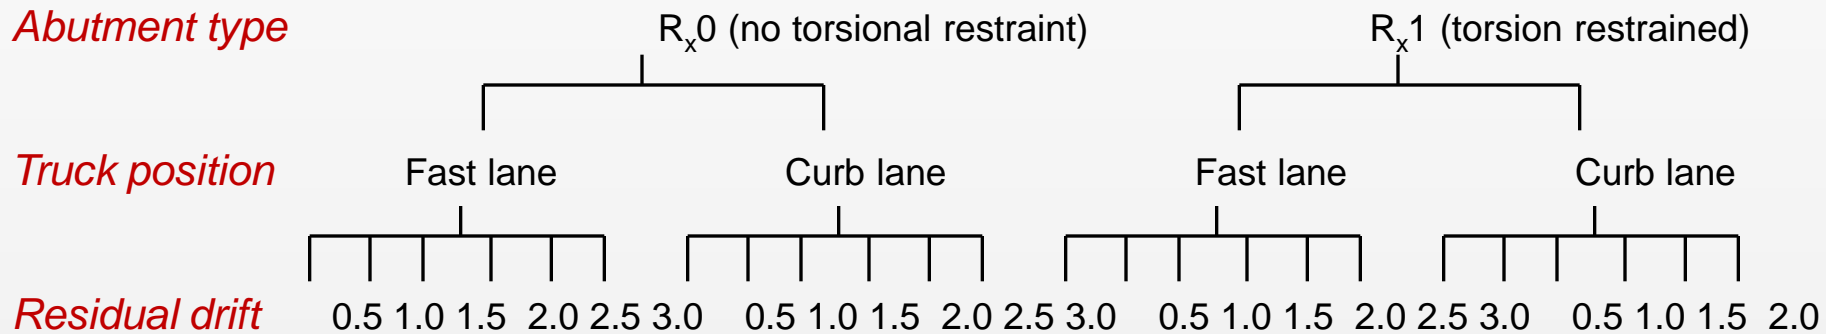 Abutment type R_x0 (no torsional restraint) R_x1 (torsion restrained)
Truck position Fast lane Curb lane Fast lane Curb lane
Residual drift 0.5 1.0 1.5 2.0 2.5 3.0 0.5 1.0 1.5 2.0 2.5 3.0 0.5 1.0 1.5 2.0 2.5 3.0 0.5 1.0 1.5 2.0